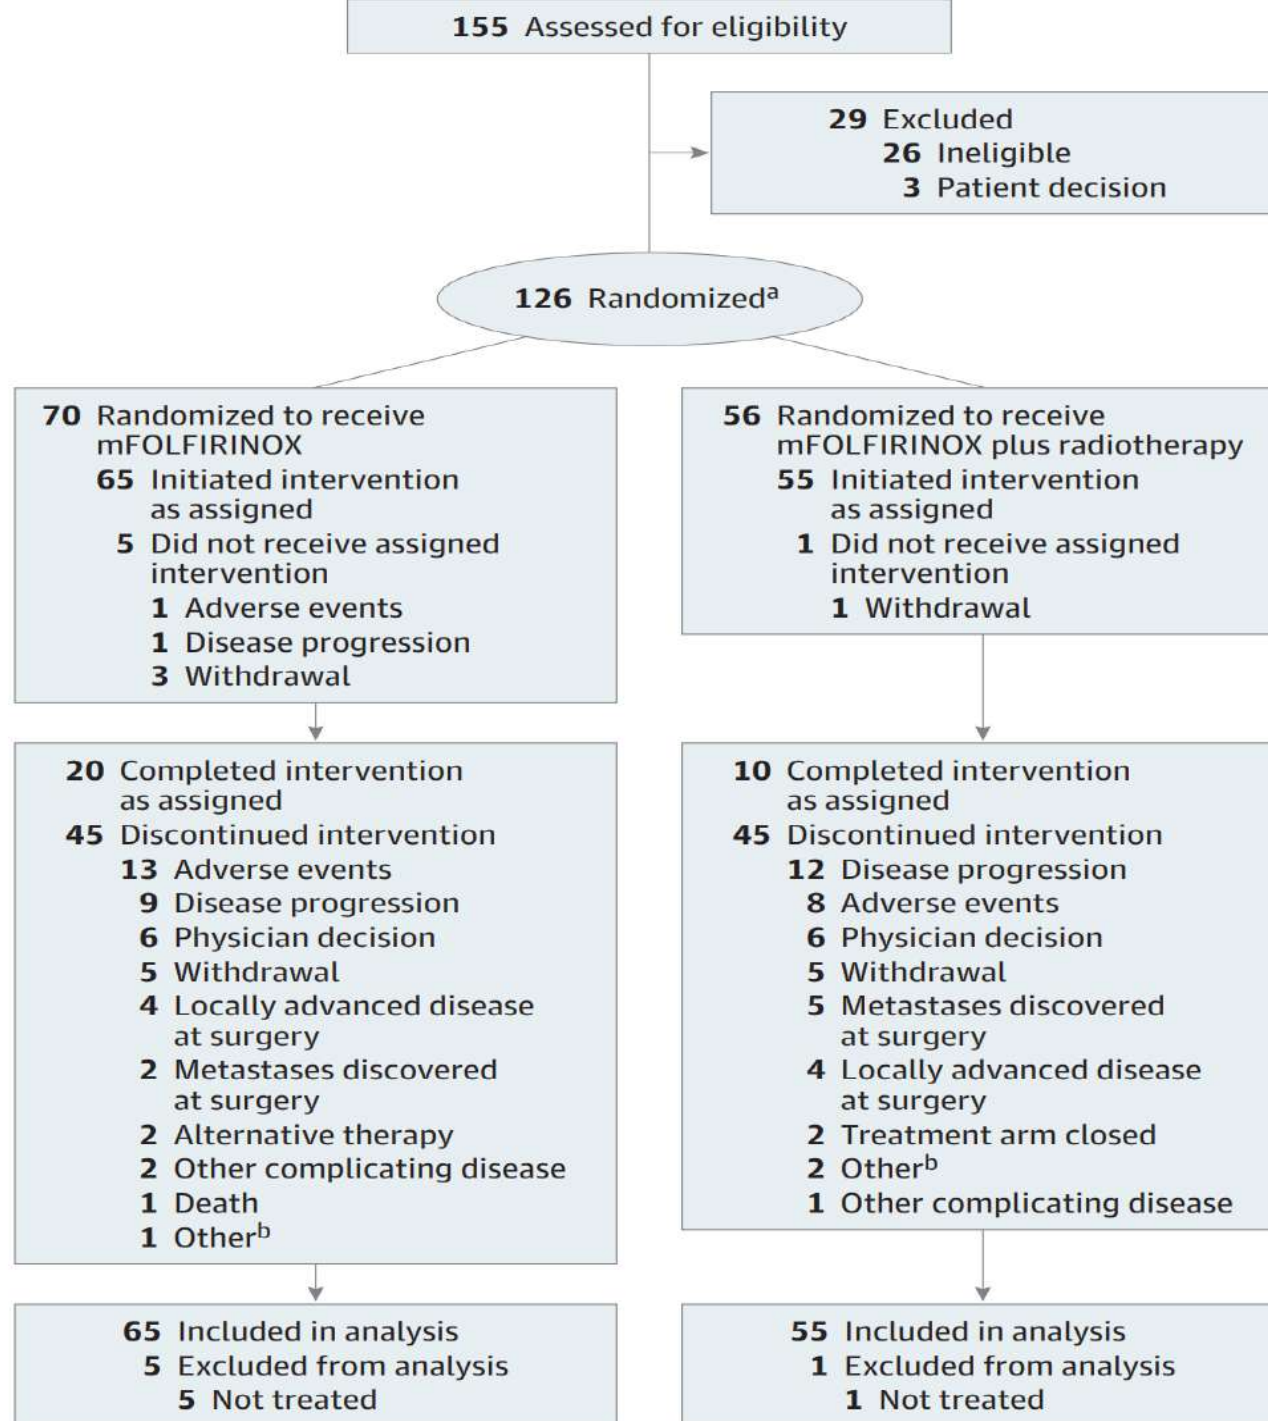 155 Assessed for eligibility
29 Excluded
26 Ineligible
3 Patient decision
126 Randomizedᵃ
70 Randomized to receive
mFOLFIRINOX
65 Initiated intervention
as assigned
5 Did not receive assigned
intervention
1 Adverse events
1 Disease progression
3 Withdrawal
56 Randomized to receive
mFOLFIRINOX plus radiotherapy
55 Initiated intervention
as assigned
1 Did not receive assigned
intervention
1 Withdrawal
20 Completed intervention
as assigned
45 Discontinued intervention
13 Adverse events
9 Disease progression
6 Physician decision
5 Withdrawal
4 Locally advanced disease
at surgery
2 Metastases discovered
at surgery
2 Alternative therapy
2 Other complicating disease
1 Death
1 Otherᵇ
10 Completed intervention
as assigned
45 Discontinued intervention
12 Disease progression
8 Adverse events
6 Physician decision
5 Withdrawal
5 Metastases discovered
at surgery
4 Locally advanced disease
at surgery
2 Treatment arm closed
2 Otherᵇ
1 Other complicating disease
65 Included in analysis
5 Excluded from analysis
5 Not treated
55 Included in analysis
1 Excluded from analysis
1 Not treated